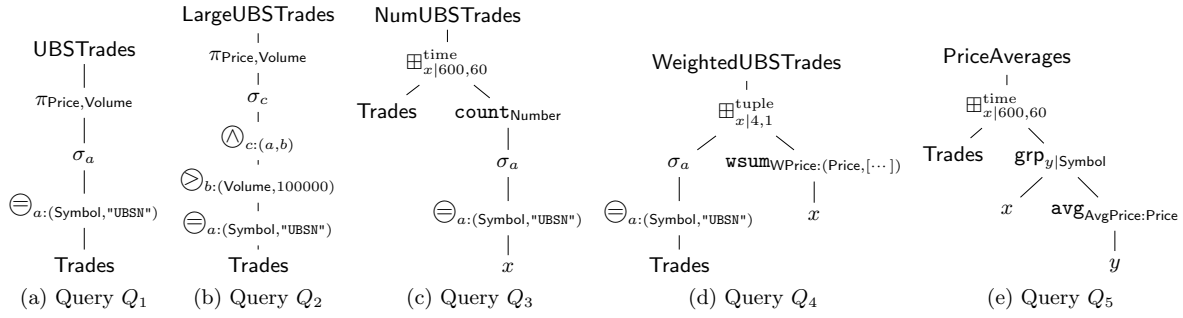 UBSTrades
πPrice,Volume
σa
⊜a:(Symbol,"UBSN")
Trades
(a) Query Q1
LargeUBSTrades
πPrice,Volume
σc
⨇c:(a,b)
⧁b:(Volume,100000)
⊜a:(Symbol,"UBSN")
Trades
(b) Query Q2
NumUBSTrades
⊞time x|600,60
Trades countNumber
σa
⊜a:(Symbol,"UBSN")
x
(c) Query Q3
WeightedUBSTrades
⊞tuple x|4,1
σa wsumWPrice:(Price,[⋯])
⊜a:(Symbol,"UBSN") x
Trades
(d) Query Q4
PriceAverages
⊞time x|600,60
Trades grpy|Symbol
x avgAvgPrice:Price
y
(e) Query Q5